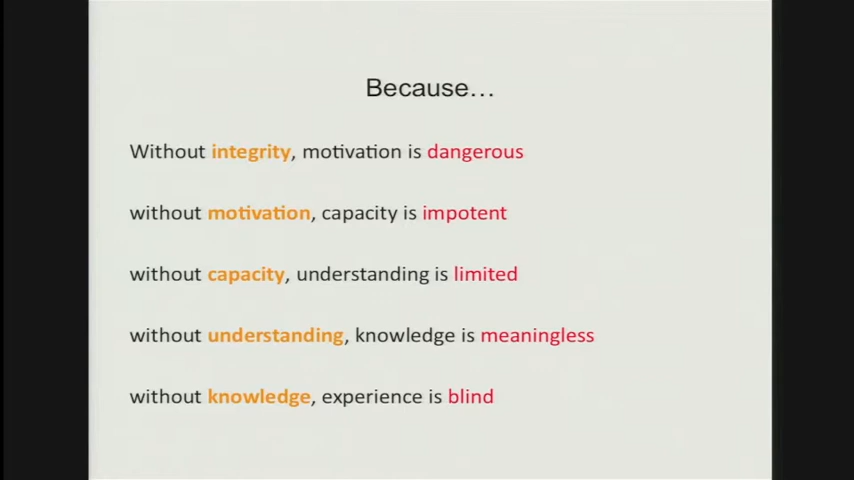 Because...
Without integrity, motivation is dangerous
without motivation, capacity is impotent
without capacity, understanding is limited
without understanding, knowledge is meaningless
without knowledge, experience is blind